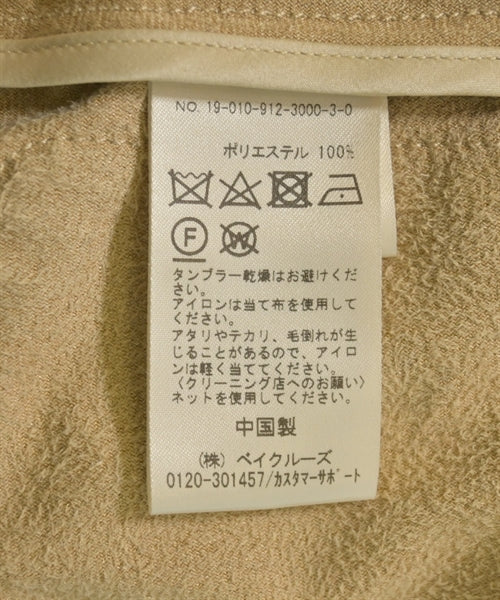 NO. 19-010-912-3000-3-0
ポリエステル 100%
F W
タンブラー乾燥はお避けくだ
さい。
アイロンは当て布を使用して
ください。
アタリやテカリ、毛倒れが生
じることがあるので、アイロ
ンは軽く当ててください。
〈クリーニング店へのお願い〉
ネットを使用してください。
中国製
(株) ベイクルーズ
0120-301457/カスタマーサポート